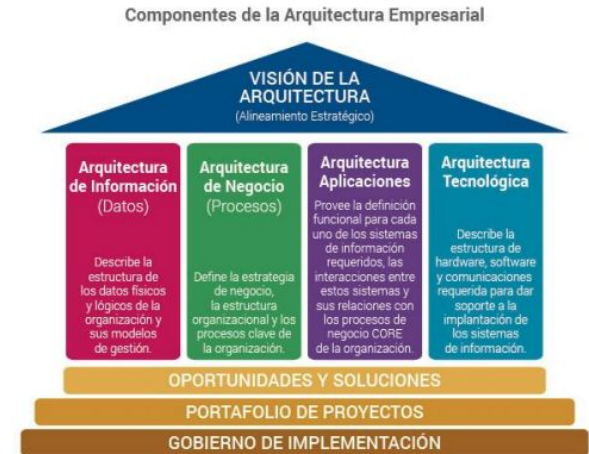 Componentes de la Arquitectura Empresarial
VISIÓN DE LA
ARQUITECTURA
(Alineamiento Estratégico)
Arquitectura
de Información
(Datos)
Describe la
estructura de
los datos físicos
y lógicos de la
organización y
sus modelos
de gestión.
Arquitectura
de Negocio
(Procesos)
Define la estrategia
de negocio,
la estructura
organizacional y los
procesos clave de
la organización.
Arquitectura
Aplicaciones
Provee la definición
funcional para cada
uno de los sistemas
de información
requeridos, las
interacciones entre
estos sistemas y
sus relaciones con
los procesos de
negocio CORE
de la organización.
Arquitectura
Tecnológica
Describe la
estructura de
hardware, software
y comunicaciones
requerida para dar
soporte a la
implantación de
los sistemas
de información.
OPORTUNIDADES Y SOLUCIONES
PORTAFOLIO DE PROYECTOS
GOBIERNO DE IMPLEMENTACIÓN